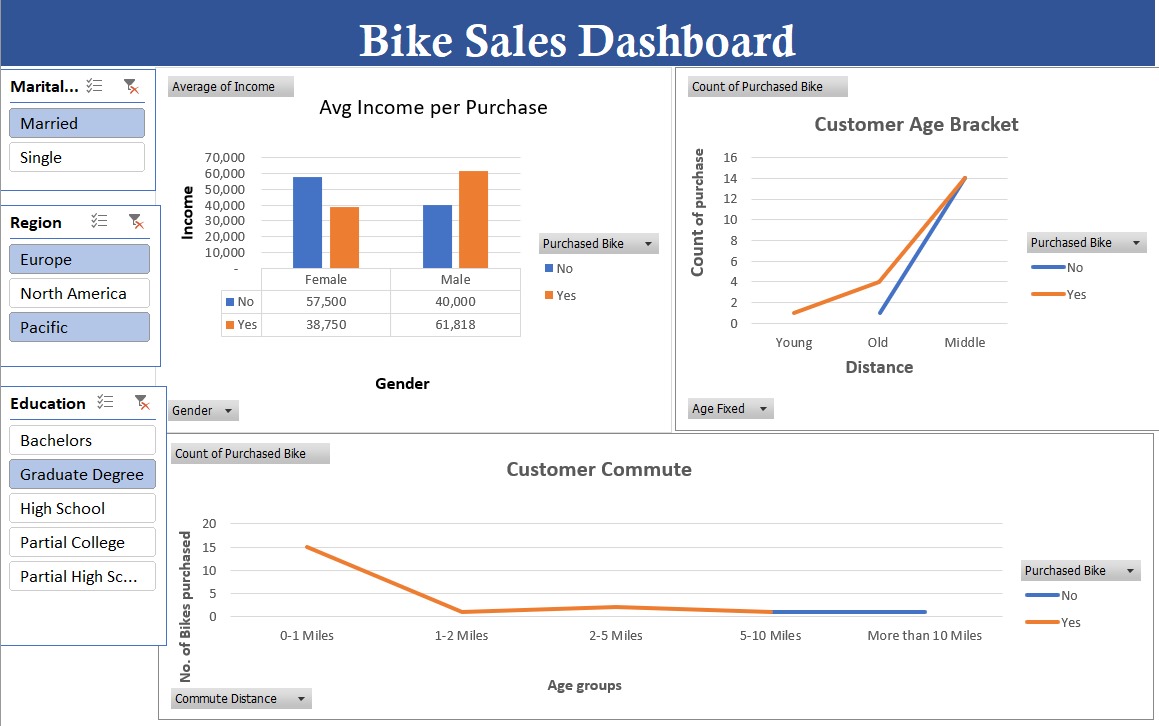 Bike Sales Dashboard
Marital...
Married
Single
Region
Europe
North America
Pacific
Education
Bachelors
Graduate Degree
High School
Partial College
Partial High Sc...
Average of Income
Avg Income per Purchase
Income
70,000
60,000
50,000
40,000
30,000
20,000
10,000
-
Female Male
No 57,500 40,000
Yes 38,750 61,818
Gender
Purchased Bike
No
Yes
Gender
Count of Purchased Bike
Customer Age Bracket
Count of purchase
16
14
12
10
8
6
4
2
0
Young Old Middle
Distance
Purchased Bike
No
Yes
Age Fixed
Count of Purchased Bike
Customer Commute
No. of Bikes purchased
20
15
10
5
0
0-1 Miles 1-2 Miles 2-5 Miles 5-10 Miles More than 10 Miles
Age groups
Purchased Bike
No
Yes
Commute Distance